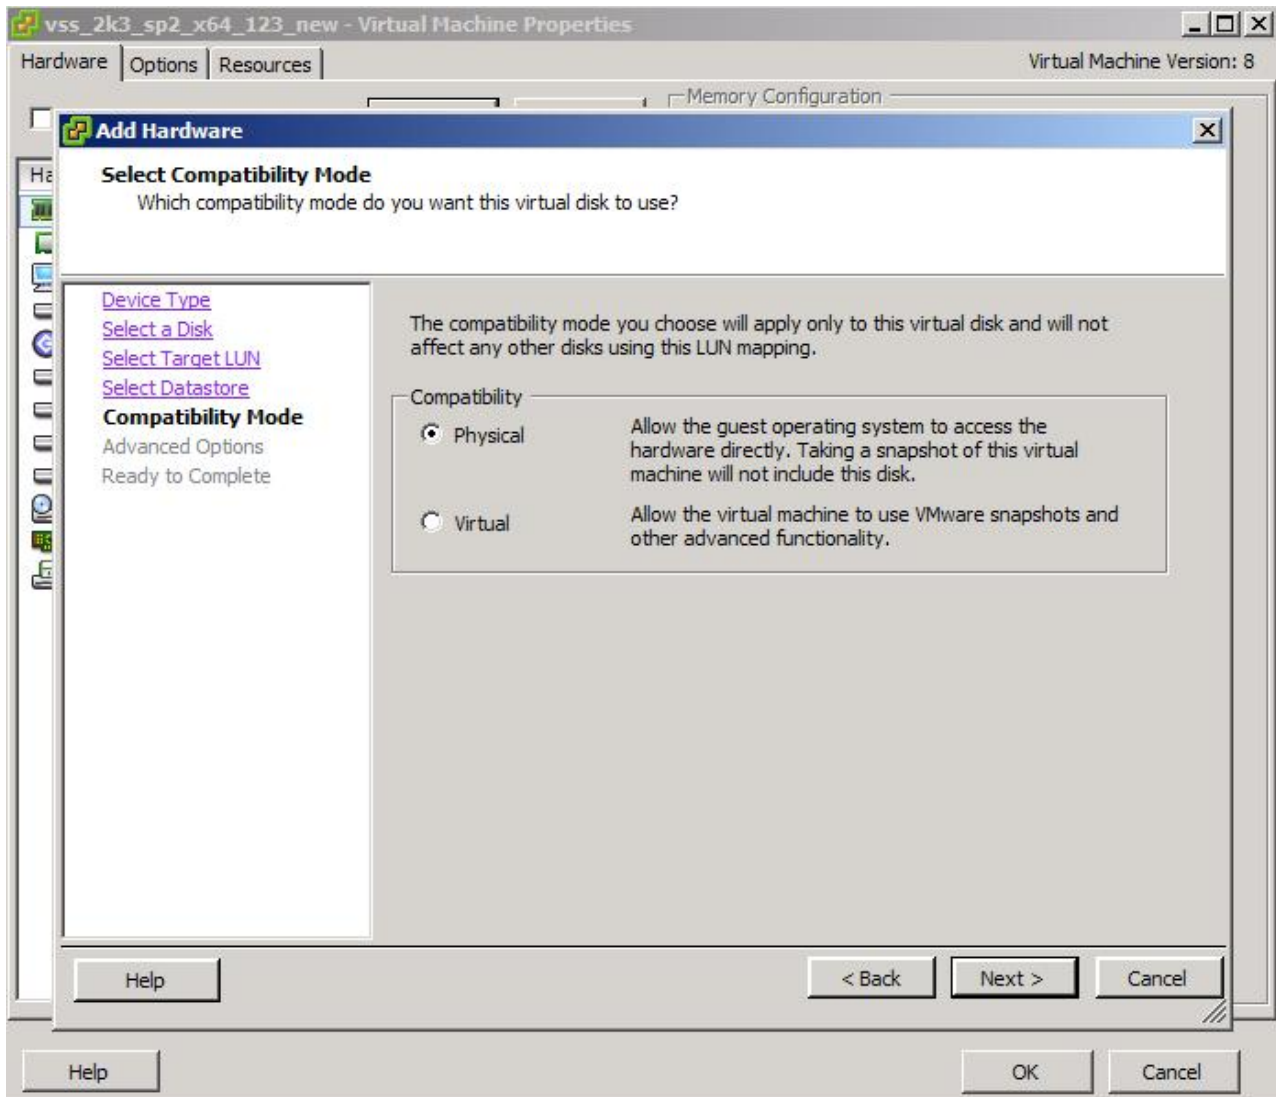 vss_2k3_sp2_x64_123_new - Virtual Machine Properties
Hardware Options Resources
Virtual Machine Version: 8
Memory Configuration
Add Hardware
Select Compatibility Mode
Which compatibility mode do you want this virtual disk to use?
Device Type
Select a Disk
Select Target LUN
Select Datastore
Compatibility Mode
Advanced Options
Ready to Complete
The compatibility mode you choose will apply only to this virtual disk and will not
affect any other disks using this LUN mapping.
Compatibility
Physical
Allow the guest operating system to access the
hardware directly. Taking a snapshot of this virtual
machine will not include this disk.
Virtual
Allow the virtual machine to use VMware snapshots and
other advanced functionality.
Help
< Back
Next >
Cancel
Help
OK
Cancel